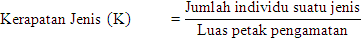 Kerapatan Jenis (K) = Jumlah individu suatu jenis
Luas petak pengamatan